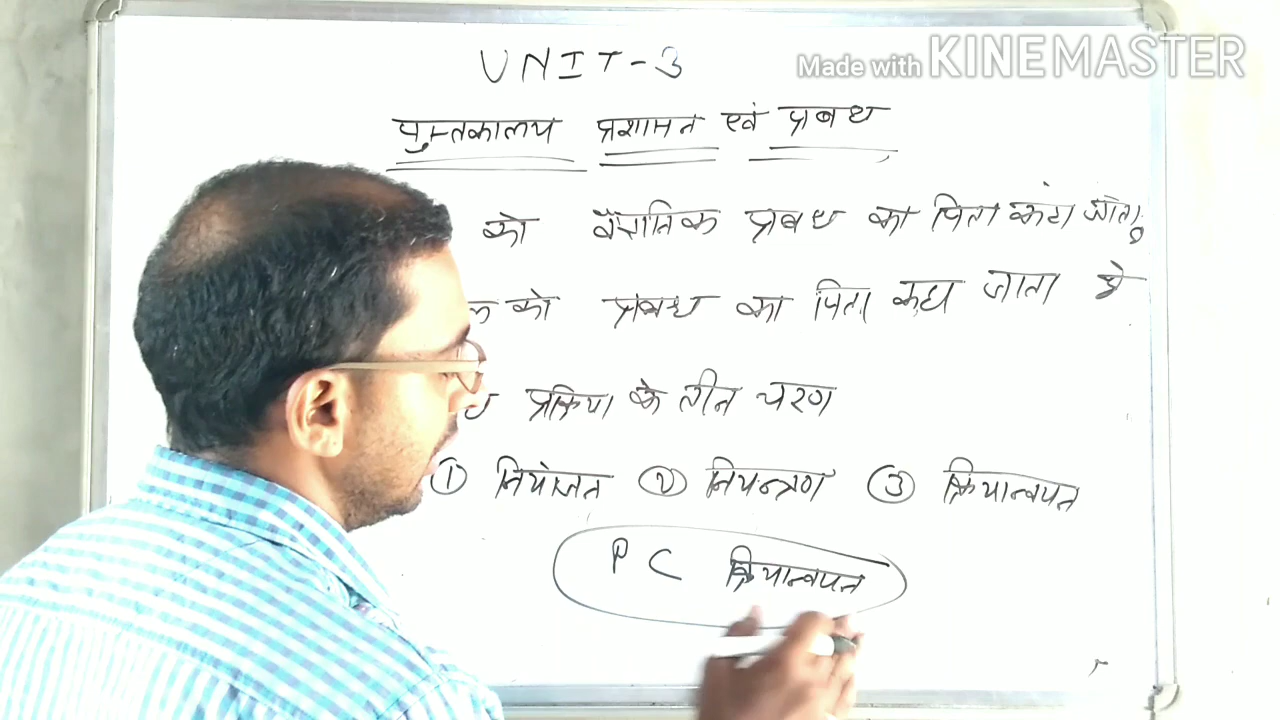 UNIT-3
Made with KINEMASTER
पुस्तकालय प्रशासन एवं प्रबंध
को वैज्ञानिक प्रबंध का पिता कहा जाता है
को प्रबन्ध का पिता कहा जाता है
प्रक्रिया के तीन चरण
① नियोजन ② नियन्त्रण ③ क्रियान्वयन
P C क्रियान्वयन